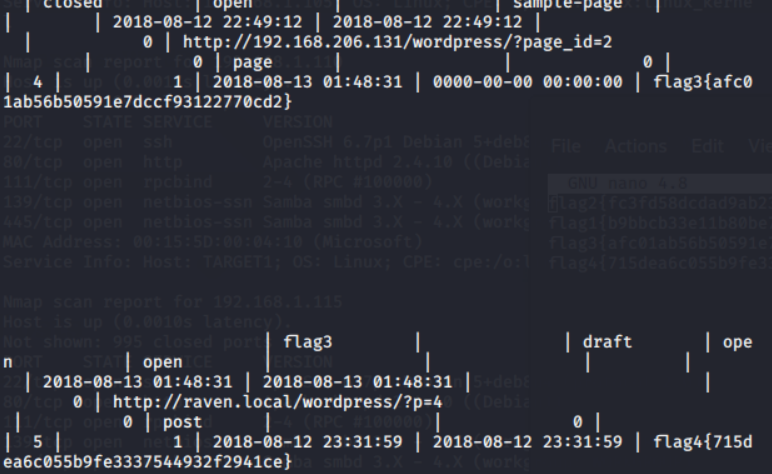 | closed | open | | sample-page |
| | 2018-08-12 22:49:12 | 2018-08-12 22:49:12 |
| 0 | http://192.168.206.131/wordpress/?page_id=2
| 0 | page | | 0 |
| 4 | 1 | 2018-08-13 01:48:31 | 0000-00-00 00:00:00 | flag3{afc0
1ab56b50591e7dccf93122770cd2}
PORT STATE SERVICE VERSION
22/tcp open ssh OpenSSH 6.7p1 Debian 5+deb8
80/tcp open http Apache httpd 2.4.10 ((Debia
111/tcp open rpcbind 2-4 (RPC #100000)
139/tcp open netbios-ssn Samba smbd 3.X - 4.X (workg
445/tcp open netbios-ssn Samba smbd 3.X - 4.X (workg
MAC Address: 00:15:5D:00:04:10 (Microsoft)
Service Info: Host: TARGET1; OS: Linux; CPE: cpe:/o:l
File Actions Edit Vie
GNU nano 4.8
flag2{fc3fd58dcdad9ab23
flag1{b9bbcb33e11b80be
flag3{afc01ab56b50591e
flag4{715dea6c055b9fe33
Nmap scan report for 192.168.1.115
Host is up (0.0010s latency).
Not shown: 995 closed port
| flag3 | | draft | ope
n | open | | | |
| 2018-08-13 01:48:31 | 2018-08-13 01:48:31 | |
0 | http://raven.local/wordpress/?p=4
| 0 | post | | 0 |
| 5 | 1 | 2018-08-12 23:31:59 | 2018-08-12 23:31:59 | flag4{715d
ea6c055b9fe3337544932f2941ce}